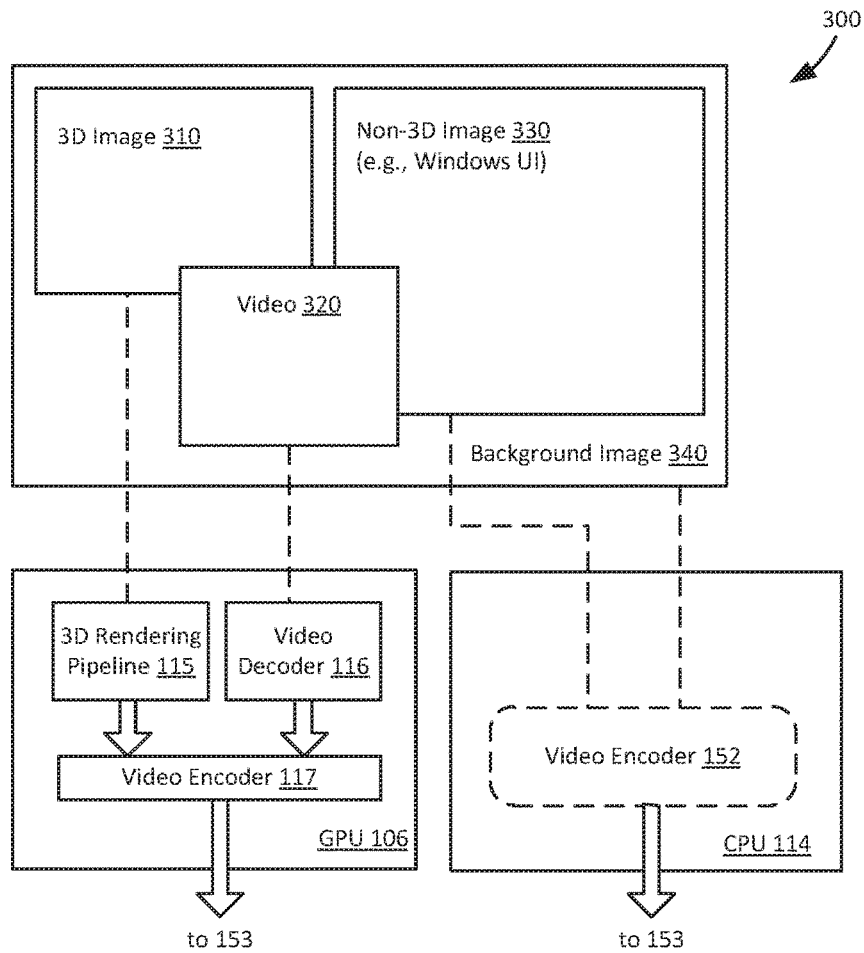 300
3D Image 310
Non-3D Image 330
(e.g., Windows UI)
Video 320
Background Image 340
3D Rendering
Pipeline 115
Video
Decoder 116
Video Encoder 117
GPU 106
Video Encoder 152
CPU 114
to 153
to 153